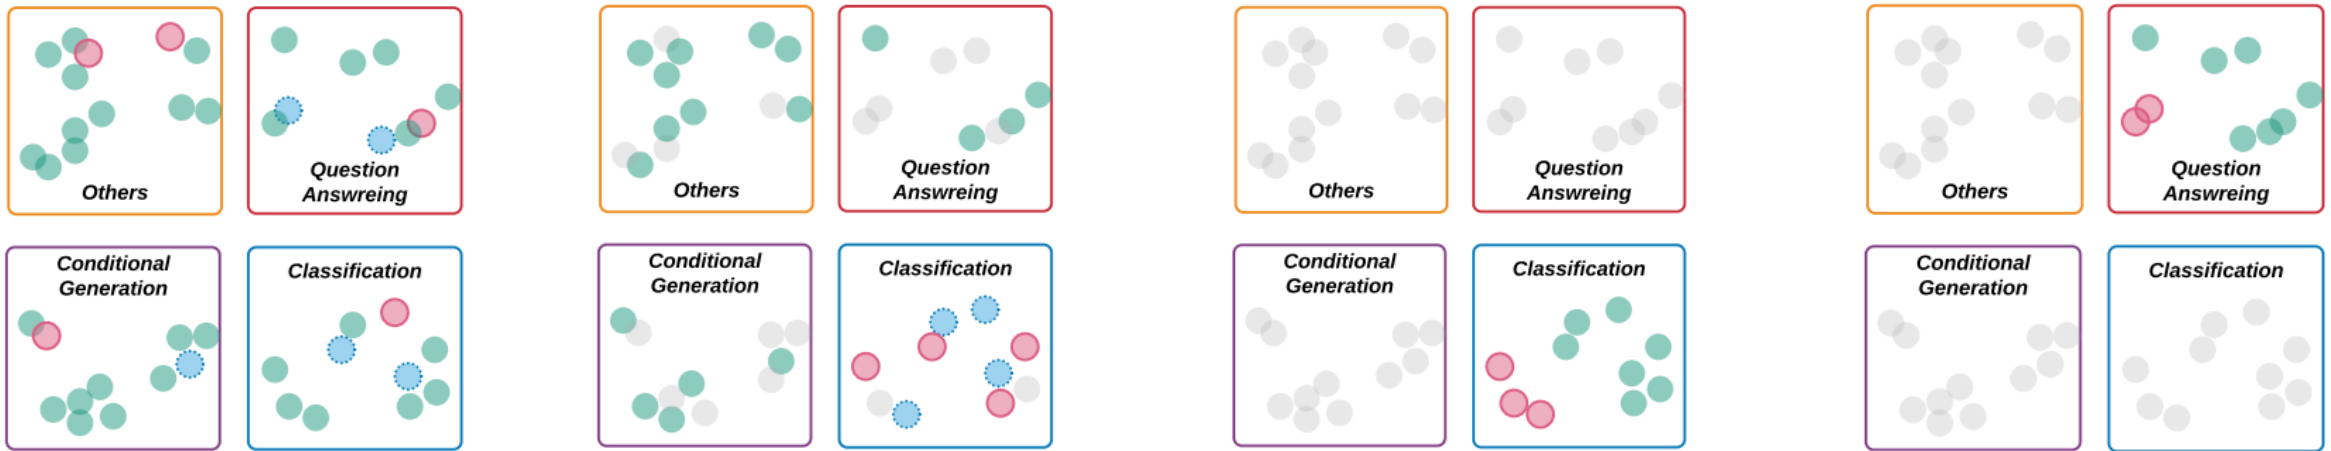 Others
Question
Answreing
Conditional
Generation
Classification
Others
Question
Answreing
Conditional
Generation
Classification
Others
Question
Answreing
Conditional
Generation
Classification
Others
Question
Answreing
Conditional
Generation
Classification